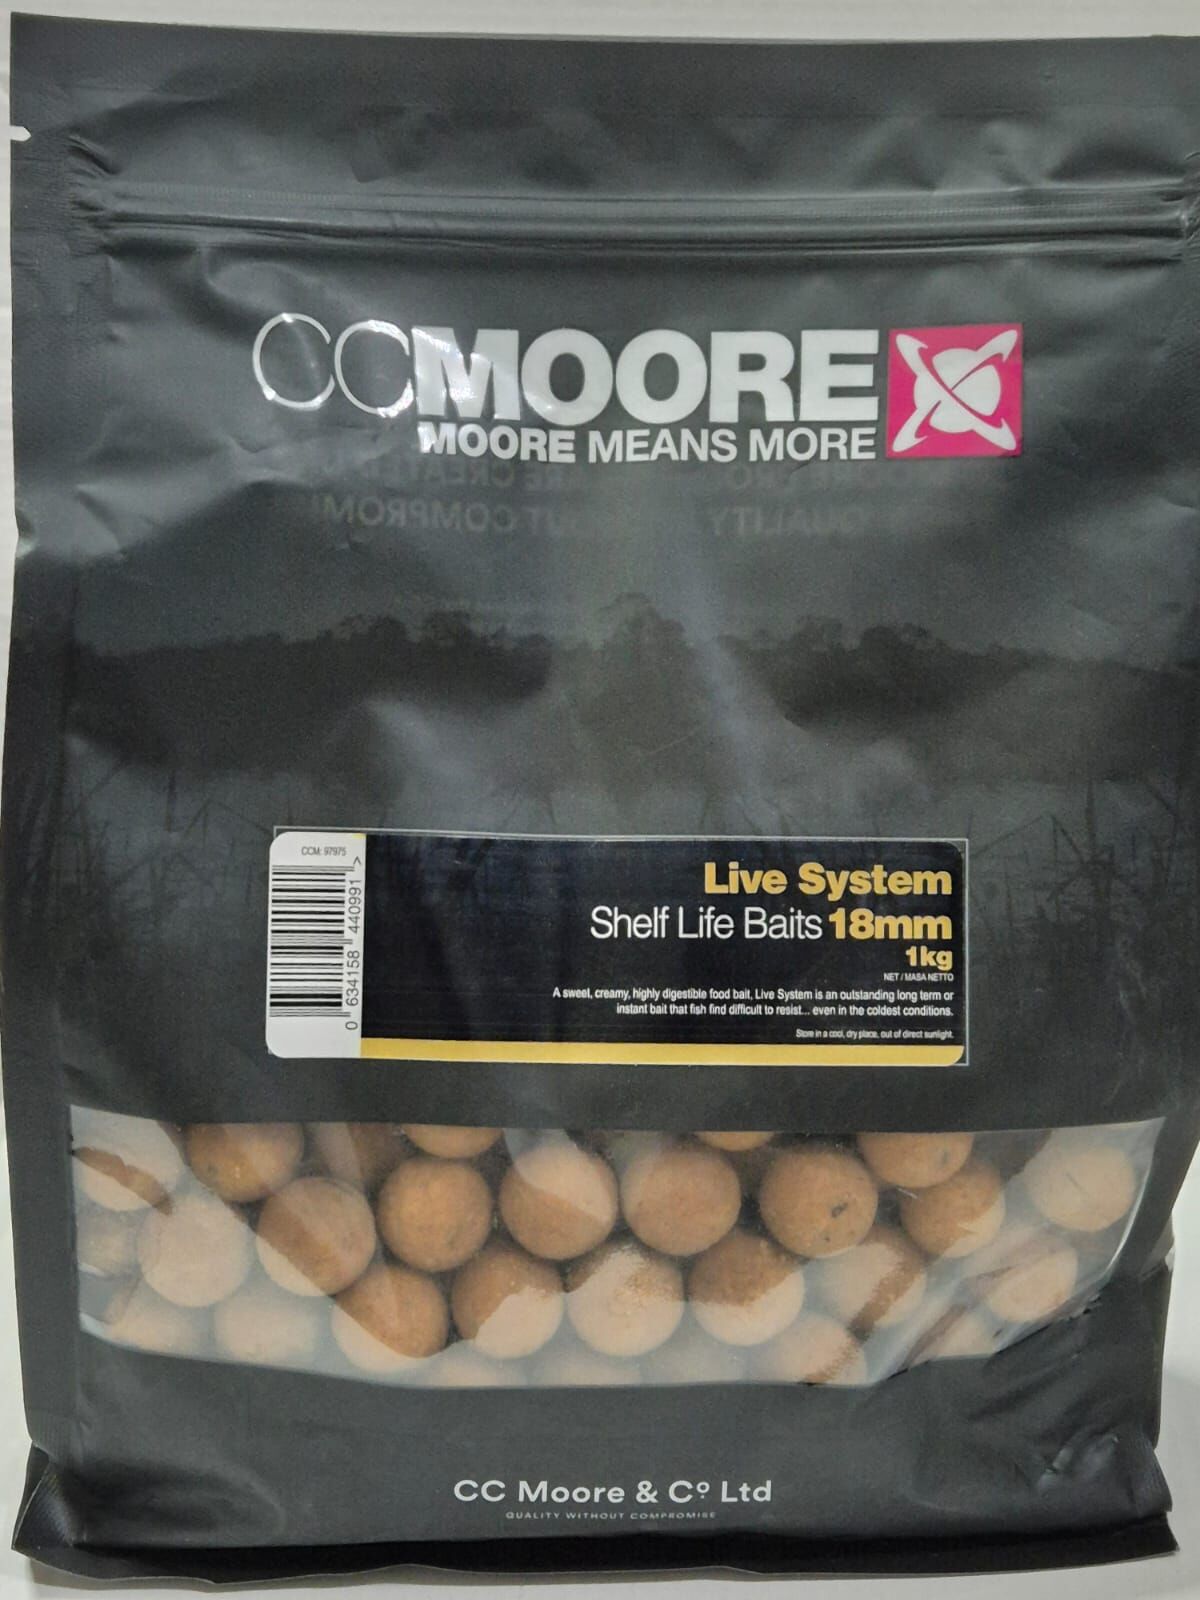 CCMOORE
MOORE MEANS MORE
CCM: 97975
0 634158 440991 >
Live System
Shelf Life Baits 18mm
1kg
NET / MASA NETTO
A sweet, creamy, highly digestible food bait, Live System is an outstanding long term or
instant bait that fish find difficult to resist... even in the coldest conditions.
Store in a cool, dry place, out of direct sunlight.
CC Moore & Cº Ltd
QUALITY WITHOUT COMPROMISE